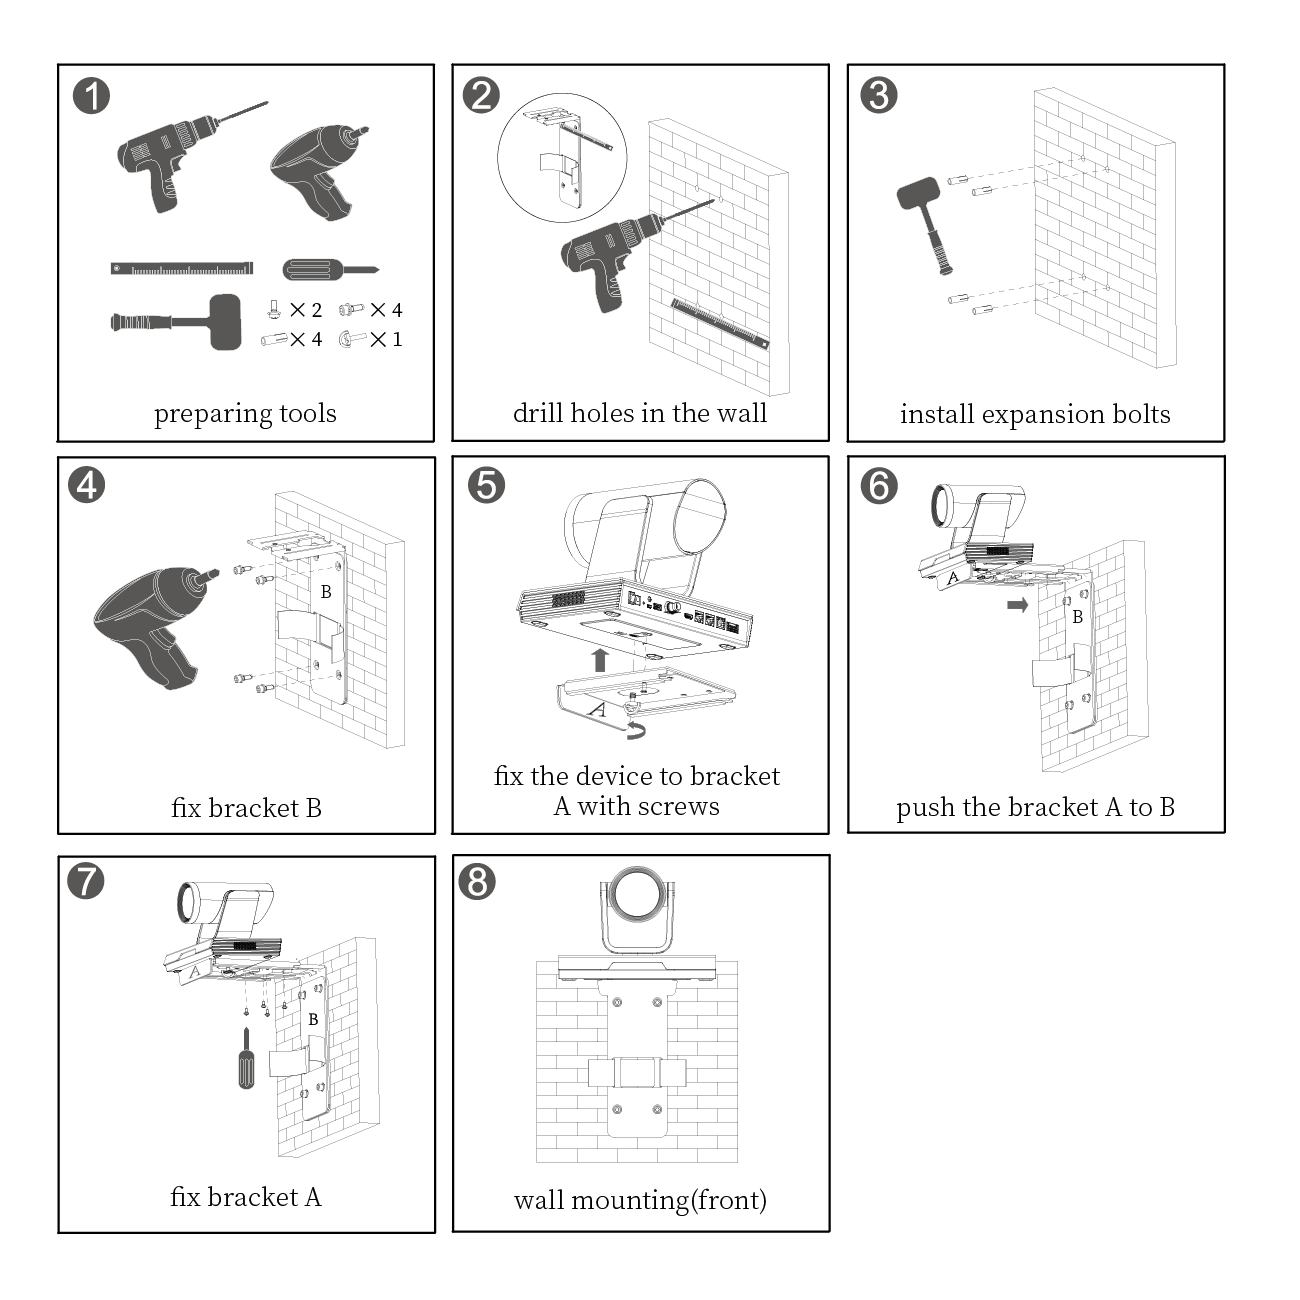 1
× 2
× 4
× 4
× 1
preparing tools
2
drill holes in the wall
3
install expansion bolts
4
B
fix bracket B
5
A
fix the device to bracket
A with screws
6
A
B
push the bracket A to B
7
A
B
fix bracket A
8
wall mounting(front)